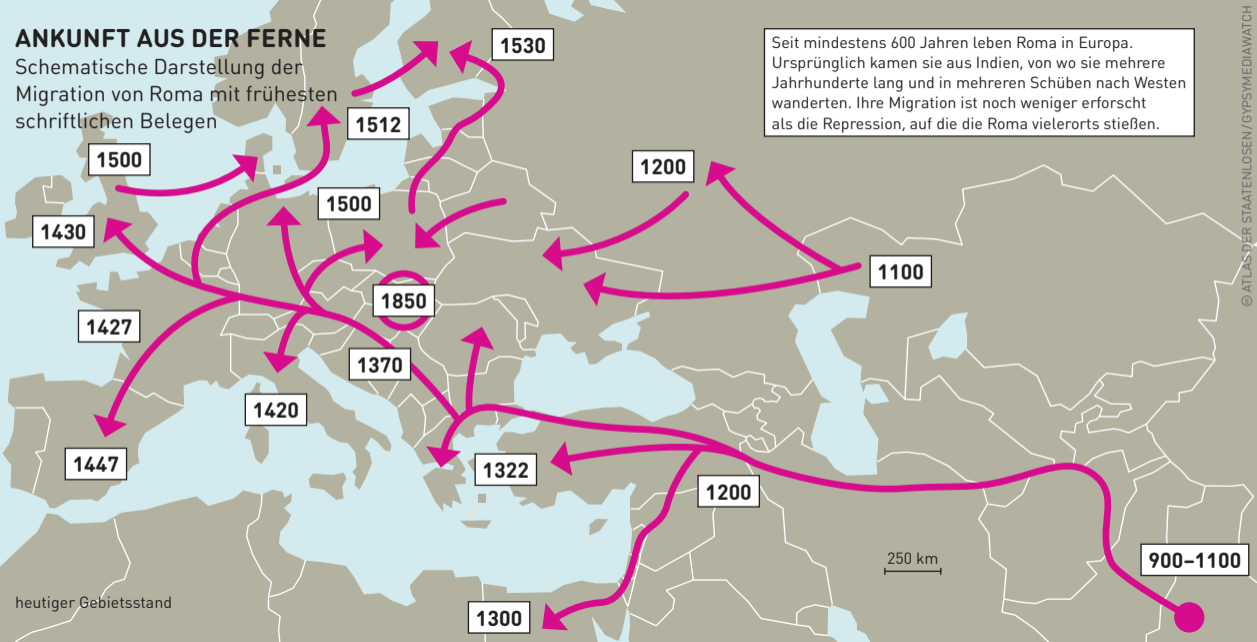 ANKUNFT AUS DER FERNE
Schematische Darstellung der
Migration von Roma mit frühesten
schriftlichen Belegen
Seit mindestens 600 Jahren leben Roma in Europa.
Ursprünglich kamen sie aus Indien, von wo sie mehrere
Jahrhunderte lang und in mehreren Schüben nach Westen
wanderten. Ihre Migration ist noch weniger erforscht
als die Repression, auf die die Roma vielerorts stießen.
1530
1512
1500
1200
1500
1430
1100
1850
1427
1370
1420
1447
1322
1200
250 km
900–1100
heutiger Gebietsstand
1300
© ATLAS DER STAATENLOSEN/GYPSYMEDIAWATCH